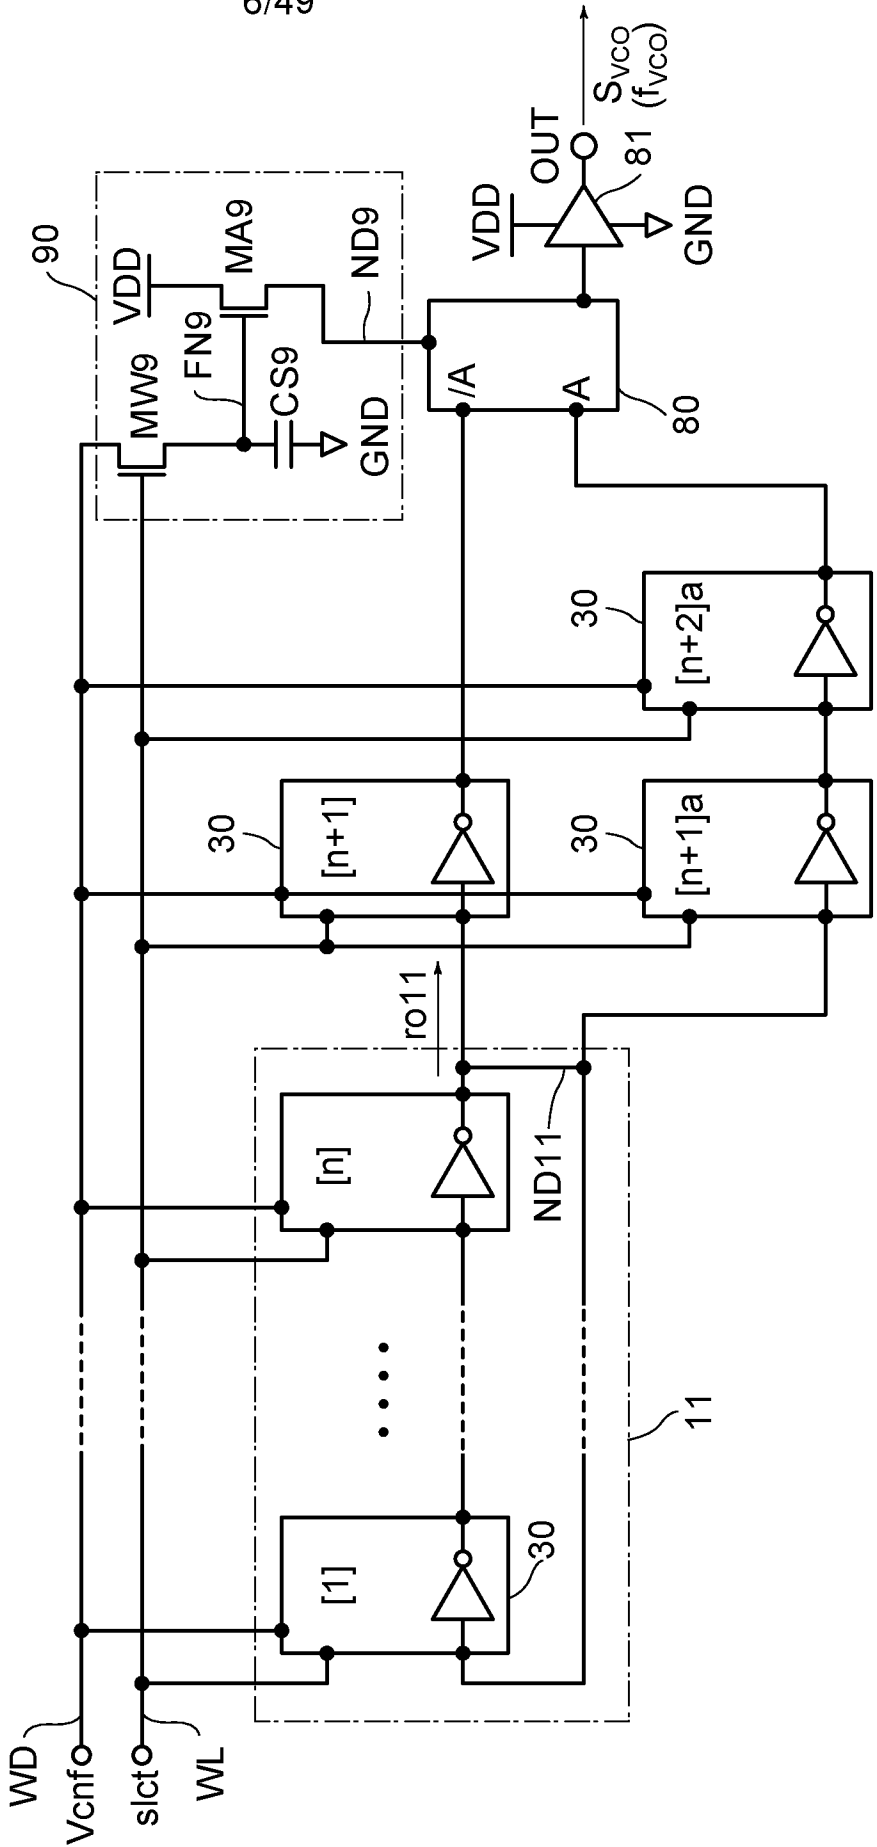 6/49
WD
Vcnf
slct
WL
[1]
30
11
[n]
ro11
ND11
[n+1]
30
[n+1]a
30
[n+2]a
30
90
VDD
MW9
FN9
MA9
CS9
GND
ND9
/A
A
80
VDD
OUT
81
GND
SVCO
(fVCO)